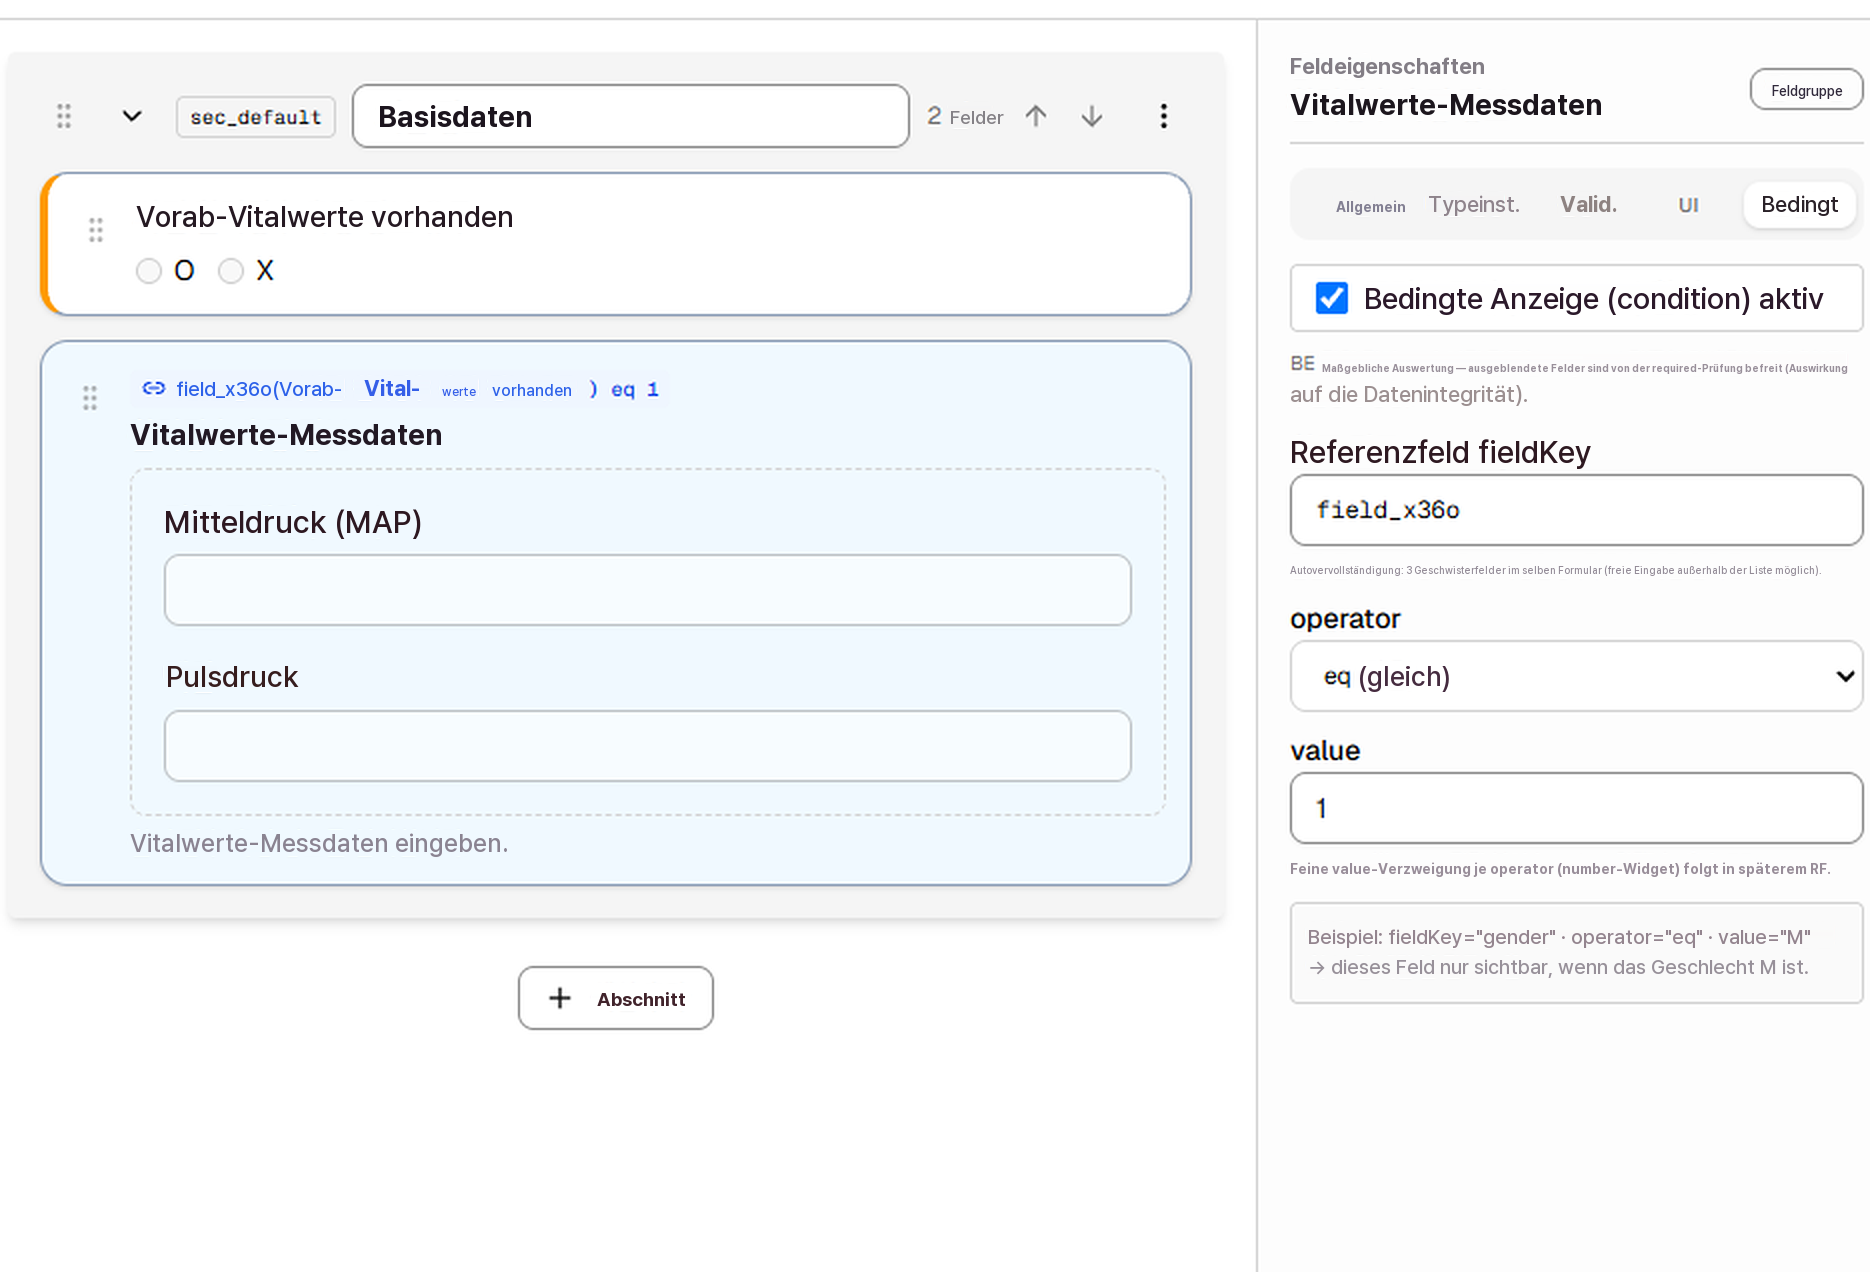 sec_default Basisdaten 2 Felder
Vorab-Vitalwerte vorhanden
O X
field_x36o(Vorab- Vital- werte vorhanden ) eq 1
Vitalwerte-Messdaten
Mitteldruck (MAP)
Pulsdruck
Vitalwerte-Messdaten eingeben.
+ Abschnitt
Feldeigenschaften
Vitalwerte-Messdaten
Feldgruppe
Allgemein Typeinst. Valid. UI Bedingt
Bedingte Anzeige (condition) aktiv
BE Maßgebliche Auswertung — ausgeblendete Felder sind von der required-Prüfung befreit (Auswirkung
auf die Datenintegrität).
Referenzfeld fieldKey
field_x36o
Autovervollständigung: 3 Geschwisterfelder im selben Formular (freie Eingabe außerhalb der Liste möglich).
operator
eq (gleich)
value
1
Feine value-Verzweigung je operator (number-Widget) folgt in späterem RF.
Beispiel: fieldKey="gender" · operator="eq" · value="M"
→ dieses Feld nur sichtbar, wenn das Geschlecht M ist.